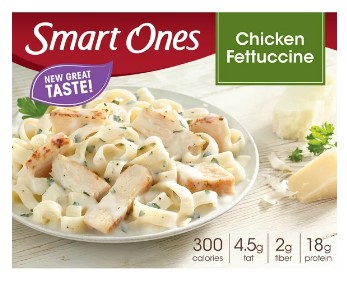 Smart Ones
NEW GREAT
TASTE!
Chicken
Fettuccine
300 4.5g 2g 18g
calories fat fiber protein